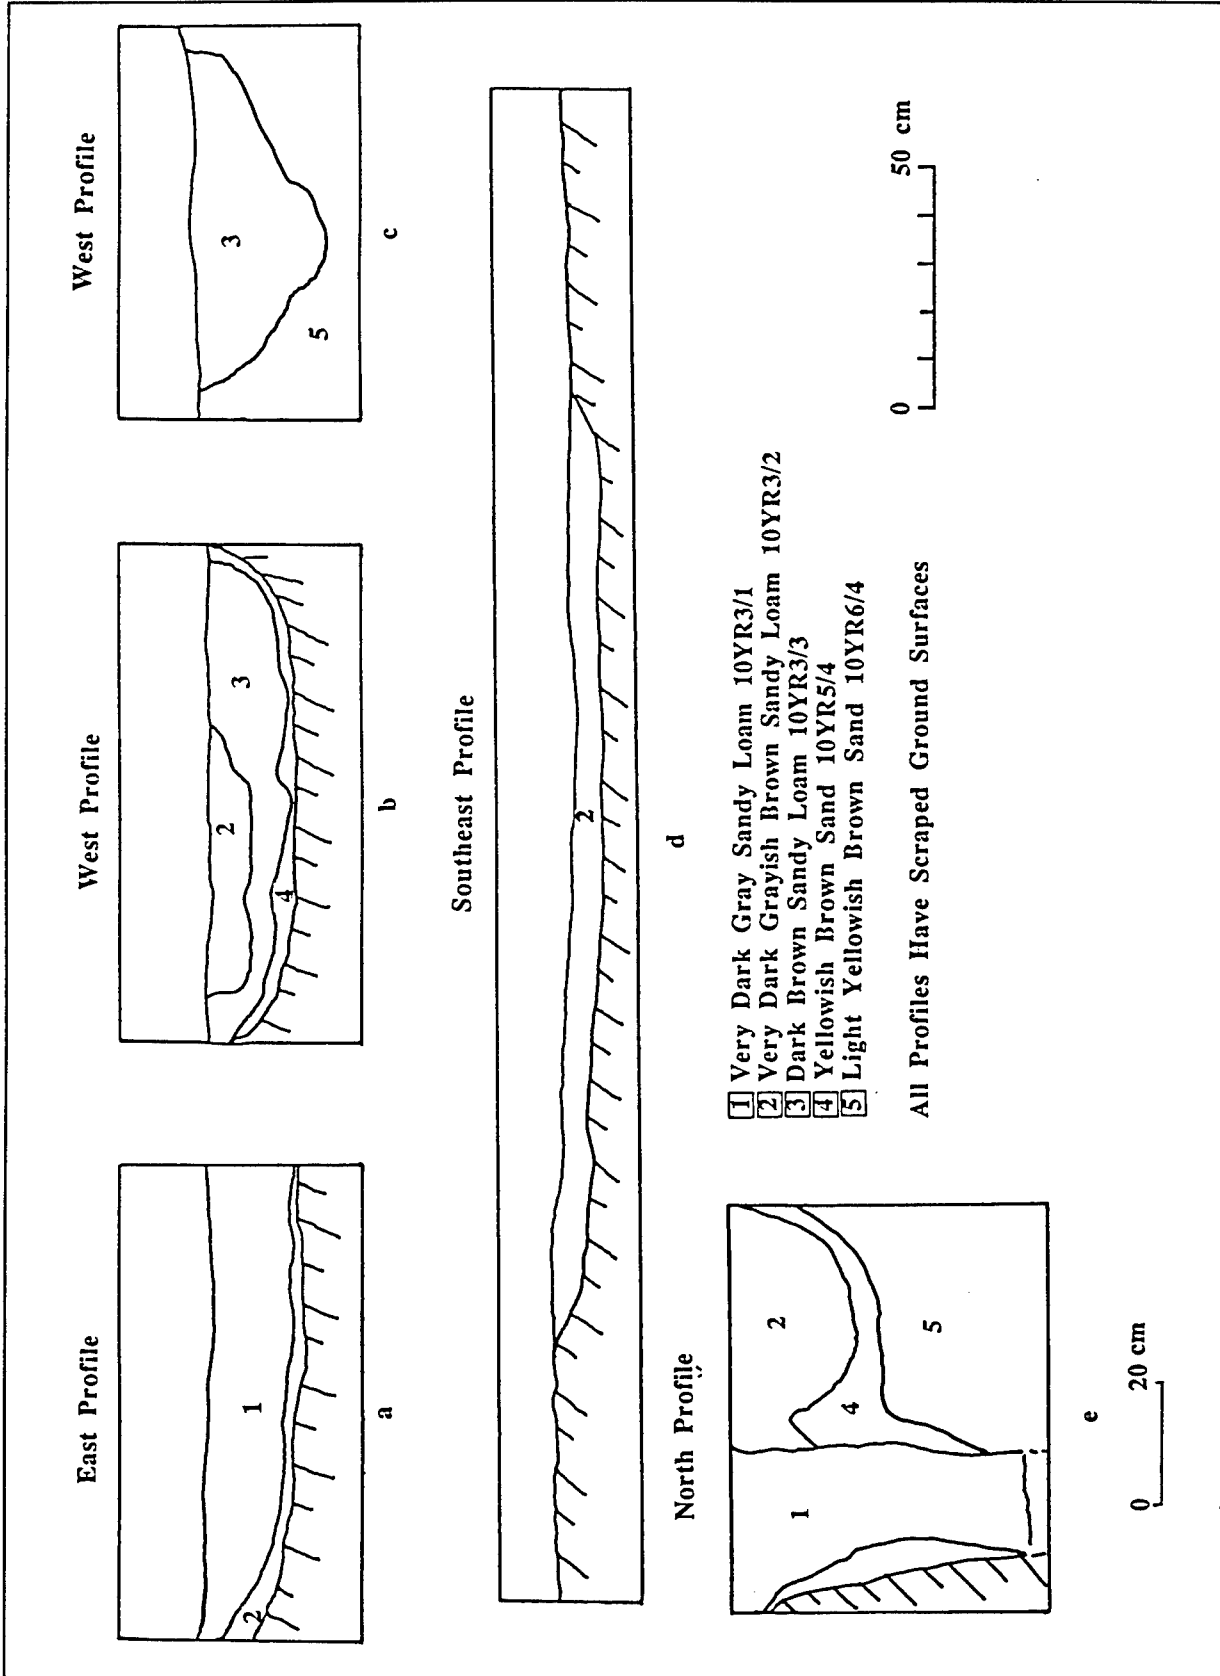 East Profile
West Profile
West Profile
1
2
a
2
3
4
b
3
5
c
Southeast Profile
2
d
North Profile
1
2
4
5
e
0 20 cm
1 Very Dark Gray Sandy Loam 10YR3/1
2 Very Dark Grayish Brown Sandy Loam 10YR3/2
3 Dark Brown Sandy Loam 10YR3/3
4 Yellowish Brown Sand 10YR5/4
5 Light Yellowish Brown Sand 10YR6/4
All Profiles Have Scraped Ground Surfaces
0 50 cm